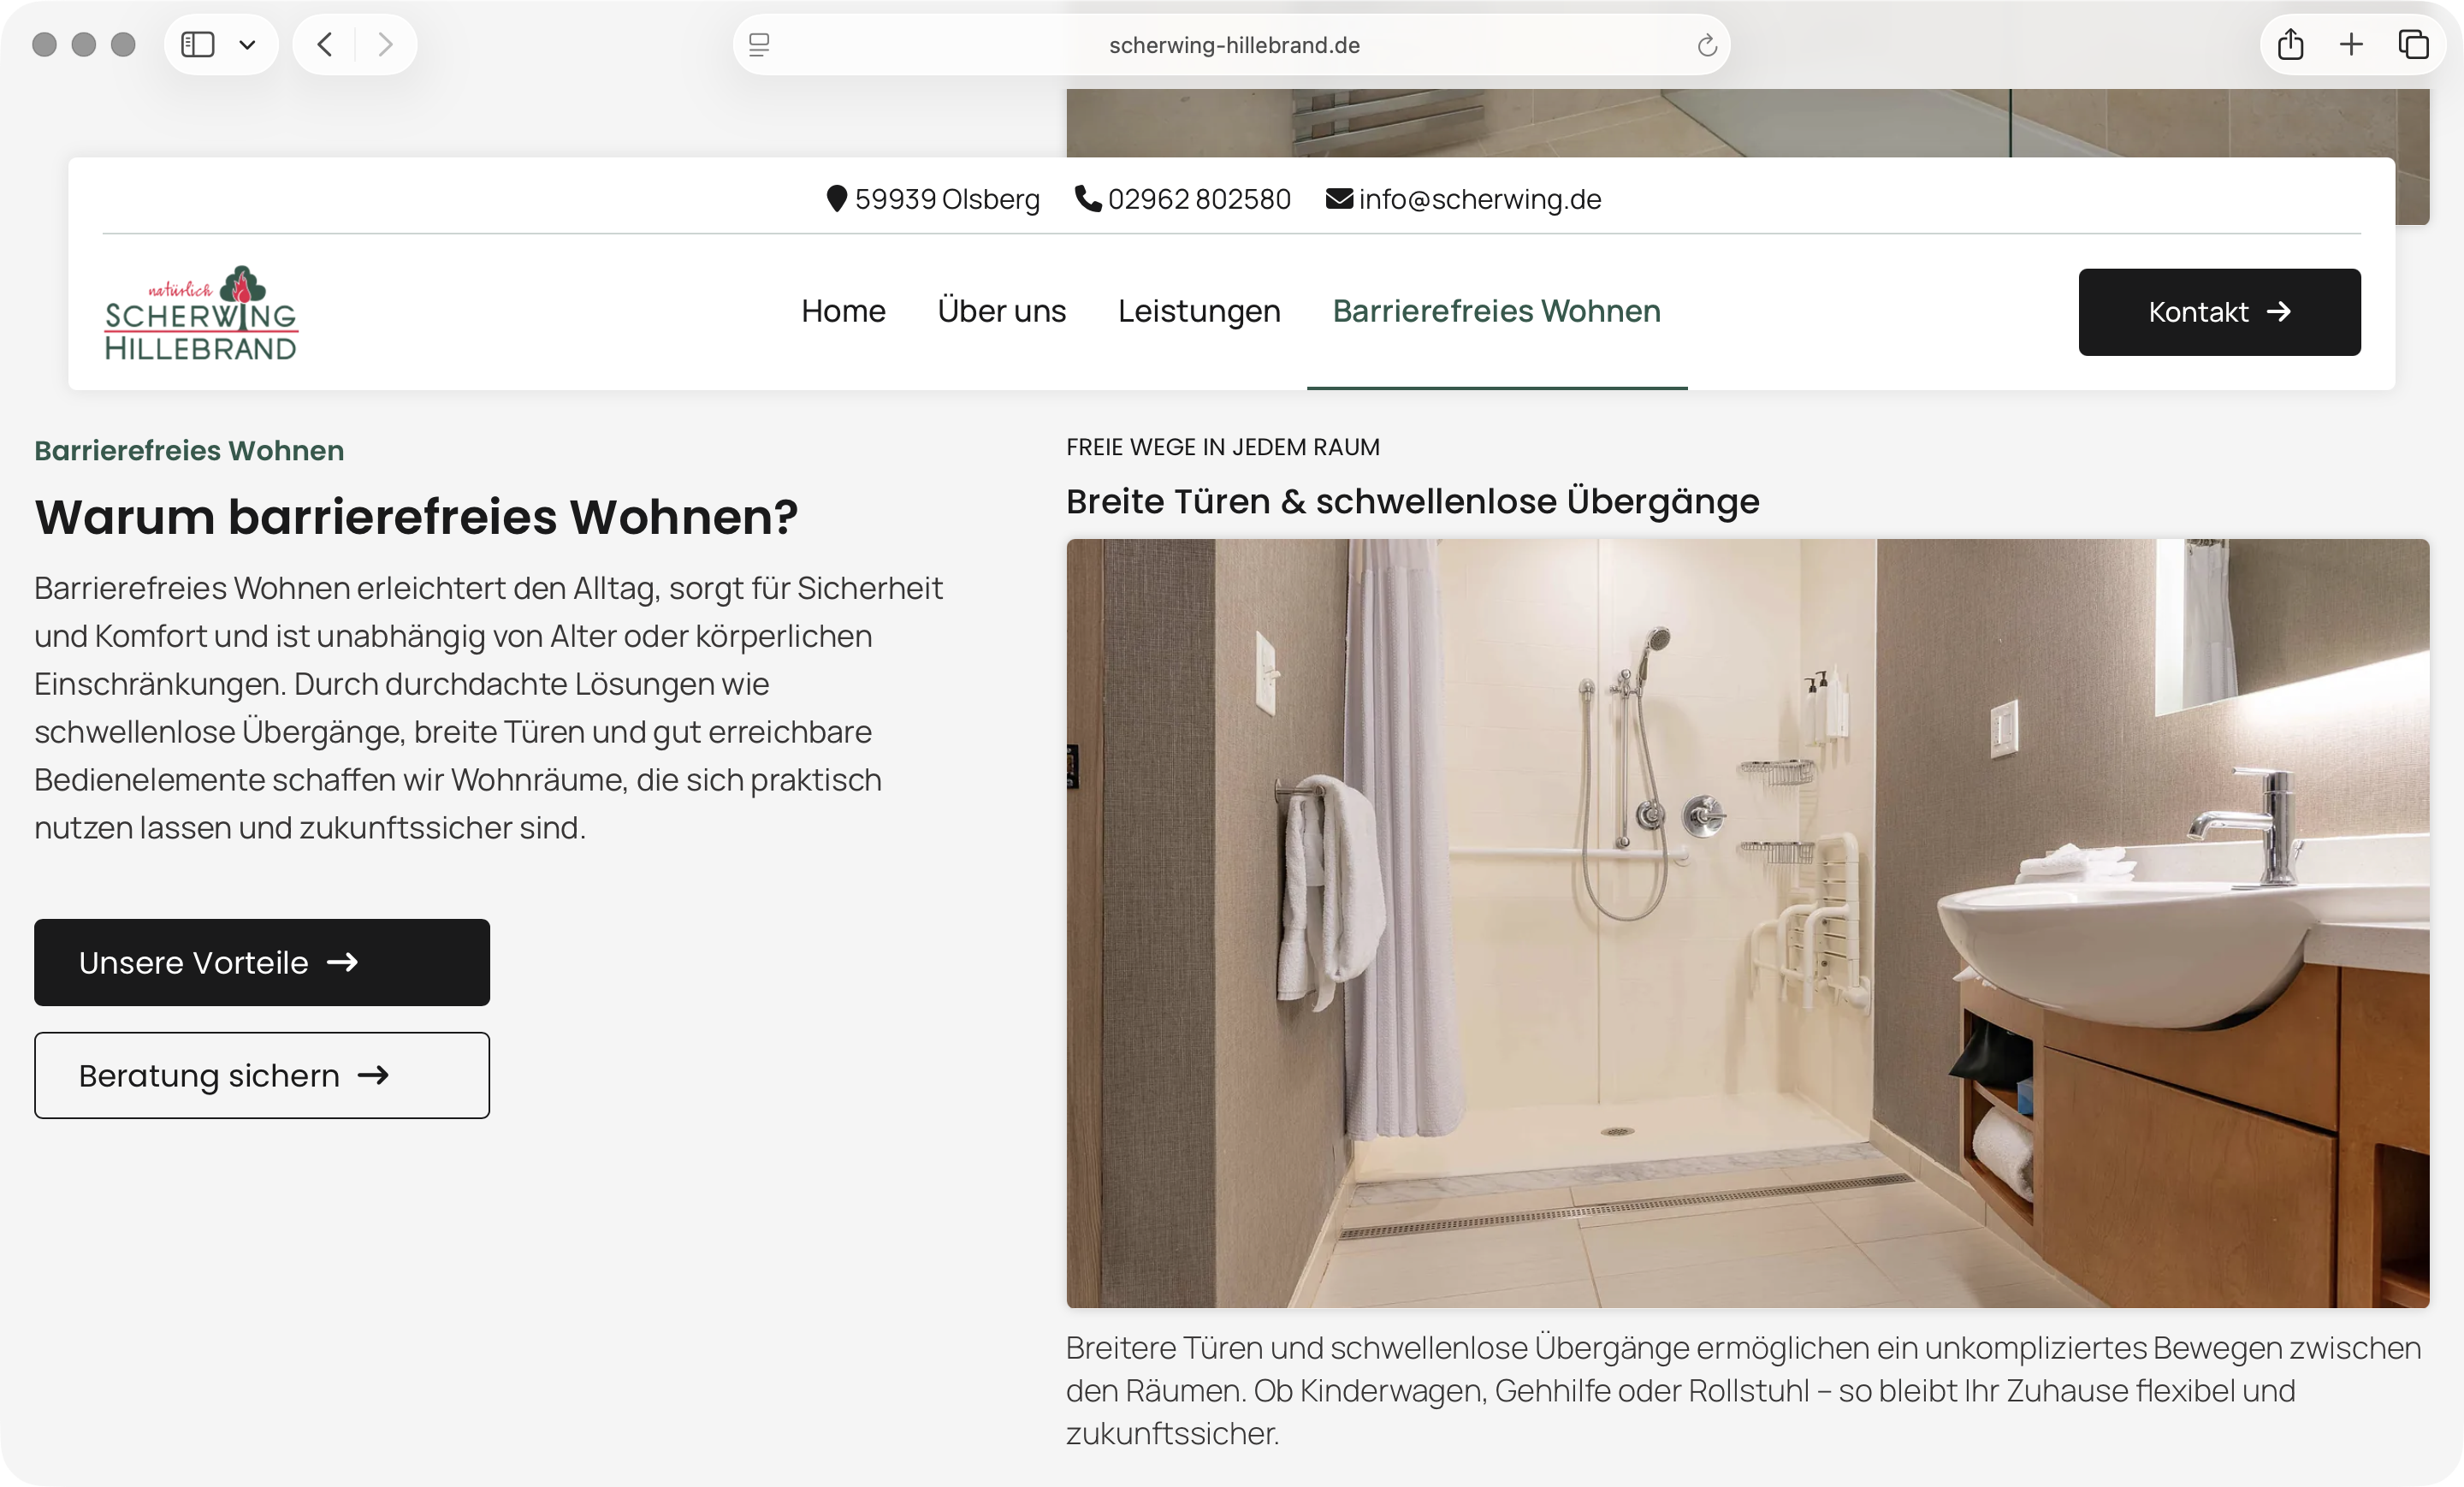 scherwing-hillebrand.de
59939 Olsberg 02962 802580 info@scherwing.de
natürlich
SCHERWING
HILLEBRAND
Home Über uns Leistungen Barrierefreies Wohnen Kontakt
Barrierefreies Wohnen
Warum barrierefreies Wohnen?
Barrierefreies Wohnen erleichtert den Alltag, sorgt für Sicherheit
und Komfort und ist unabhängig von Alter oder körperlichen
Einschränkungen. Durch durchdachte Lösungen wie
schwellenlose Übergänge, breite Türen und gut erreichbare
Bedienelemente schaffen wir Wohnräume, die sich praktisch
nutzen lassen und zukunftssicher sind.
Unsere Vorteile
Beratung sichern
FREIE WEGE IN JEDEM RAUM
Breite Türen & schwellenlose Übergänge
Breitere Türen und schwellenlose Übergänge ermöglichen ein unkompliziertes Bewegen zwischen
den Räumen. Ob Kinderwagen, Gehhilfe oder Rollstuhl – so bleibt Ihr Zuhause flexibel und
zukunftssicher.